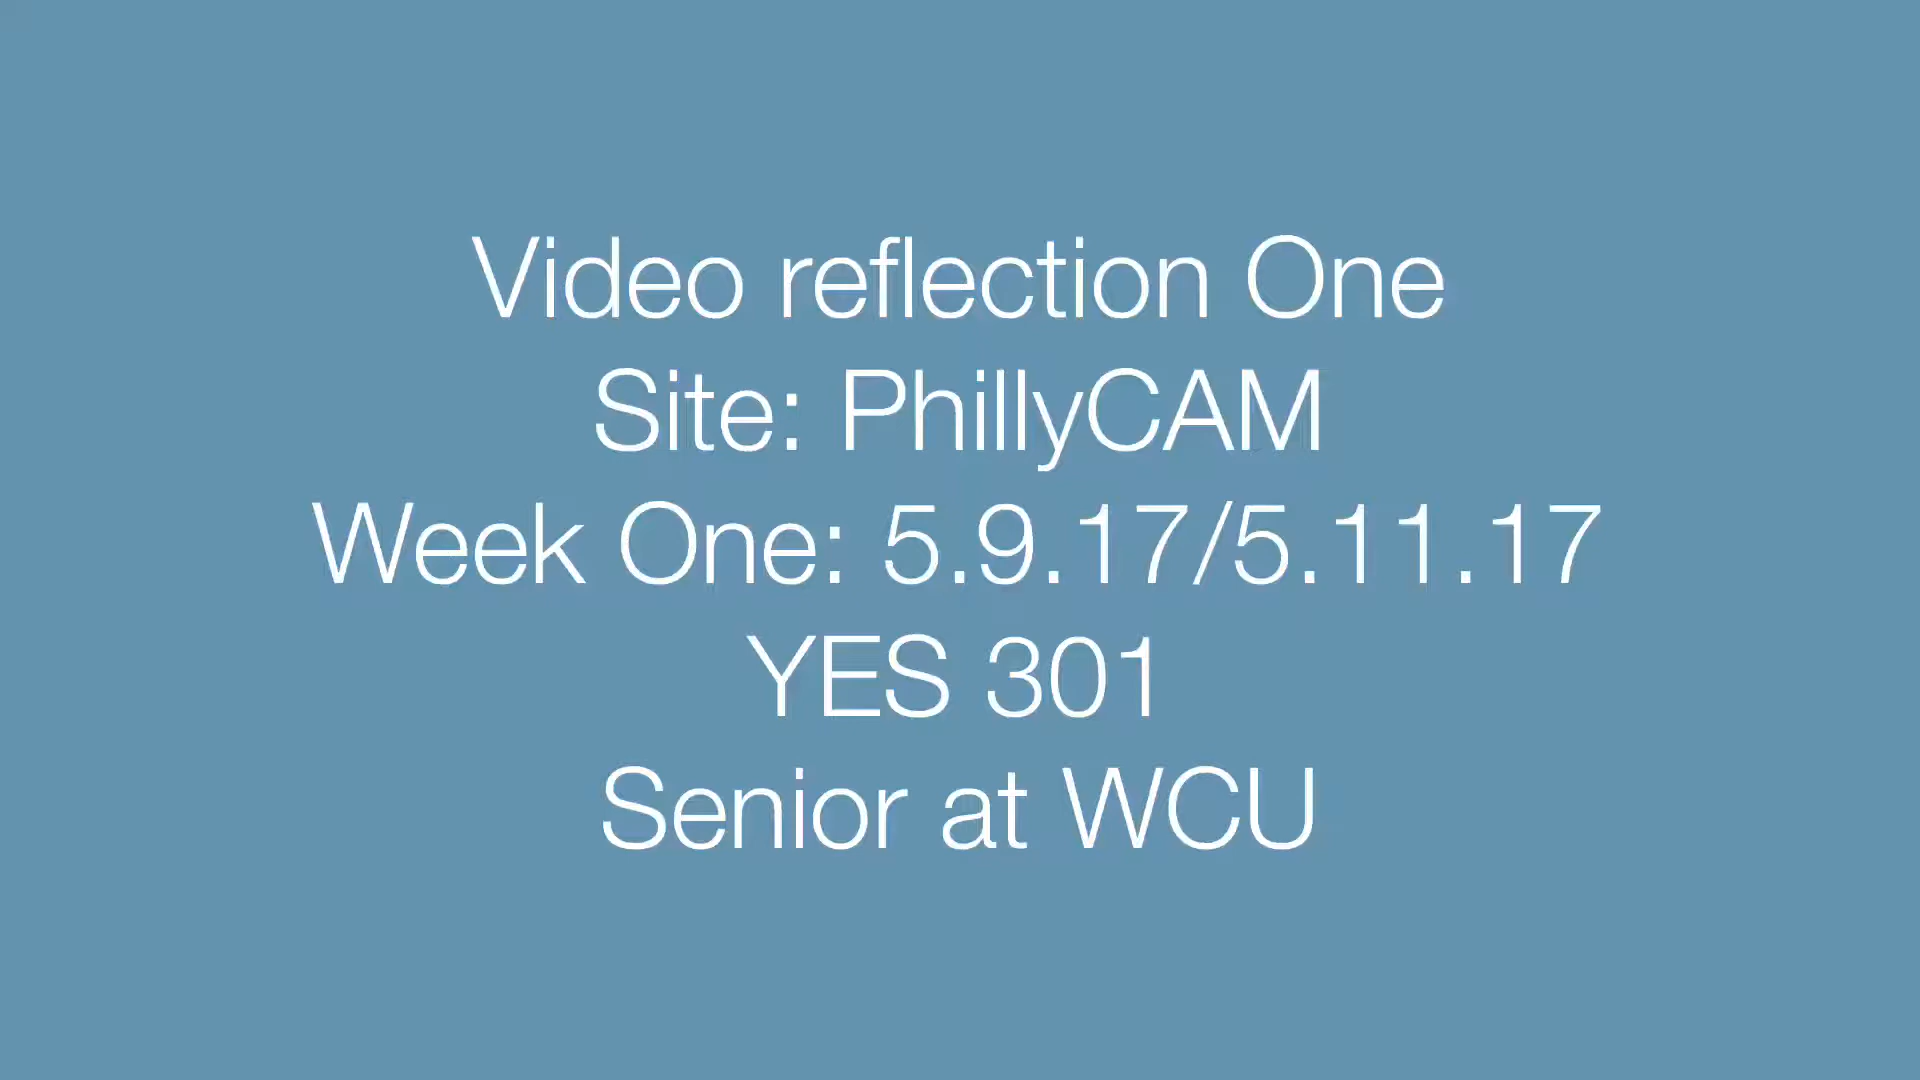 Video reflection One
Site: PhillyCAM
Week One: 5.9.17/5.11.17
YES 301
Senior at WCU